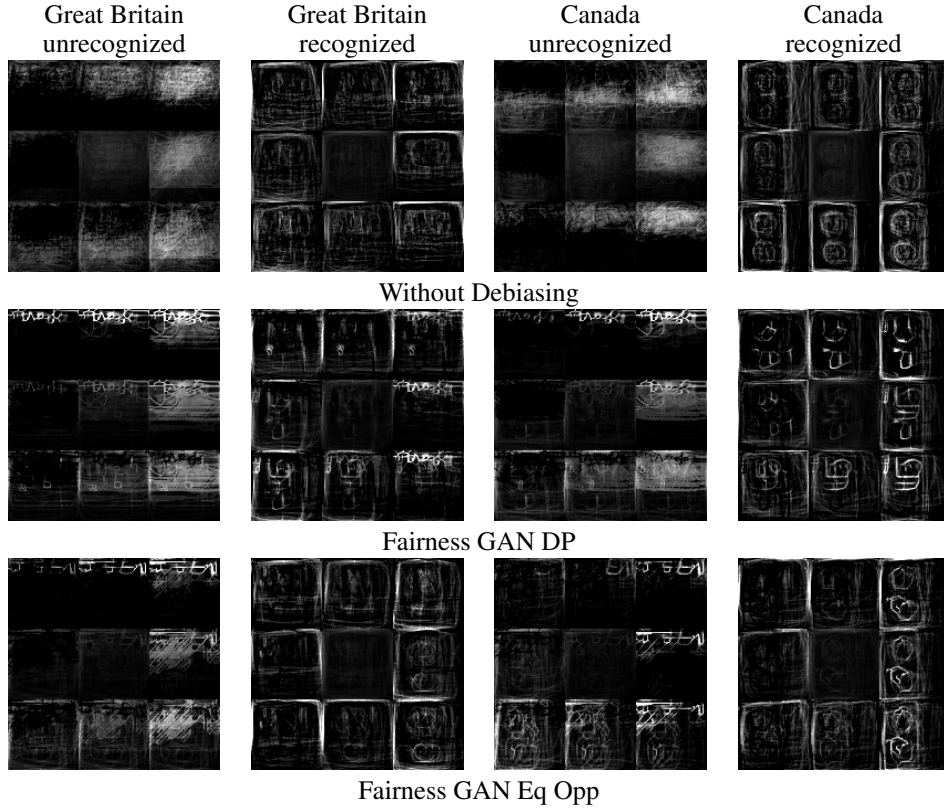 Great Britain
unrecognized
Great Britain
recognized
Canada
unrecognized
Canada
recognized
Without Debiasing
Fairness GAN DP
Fairness GAN Eq Opp